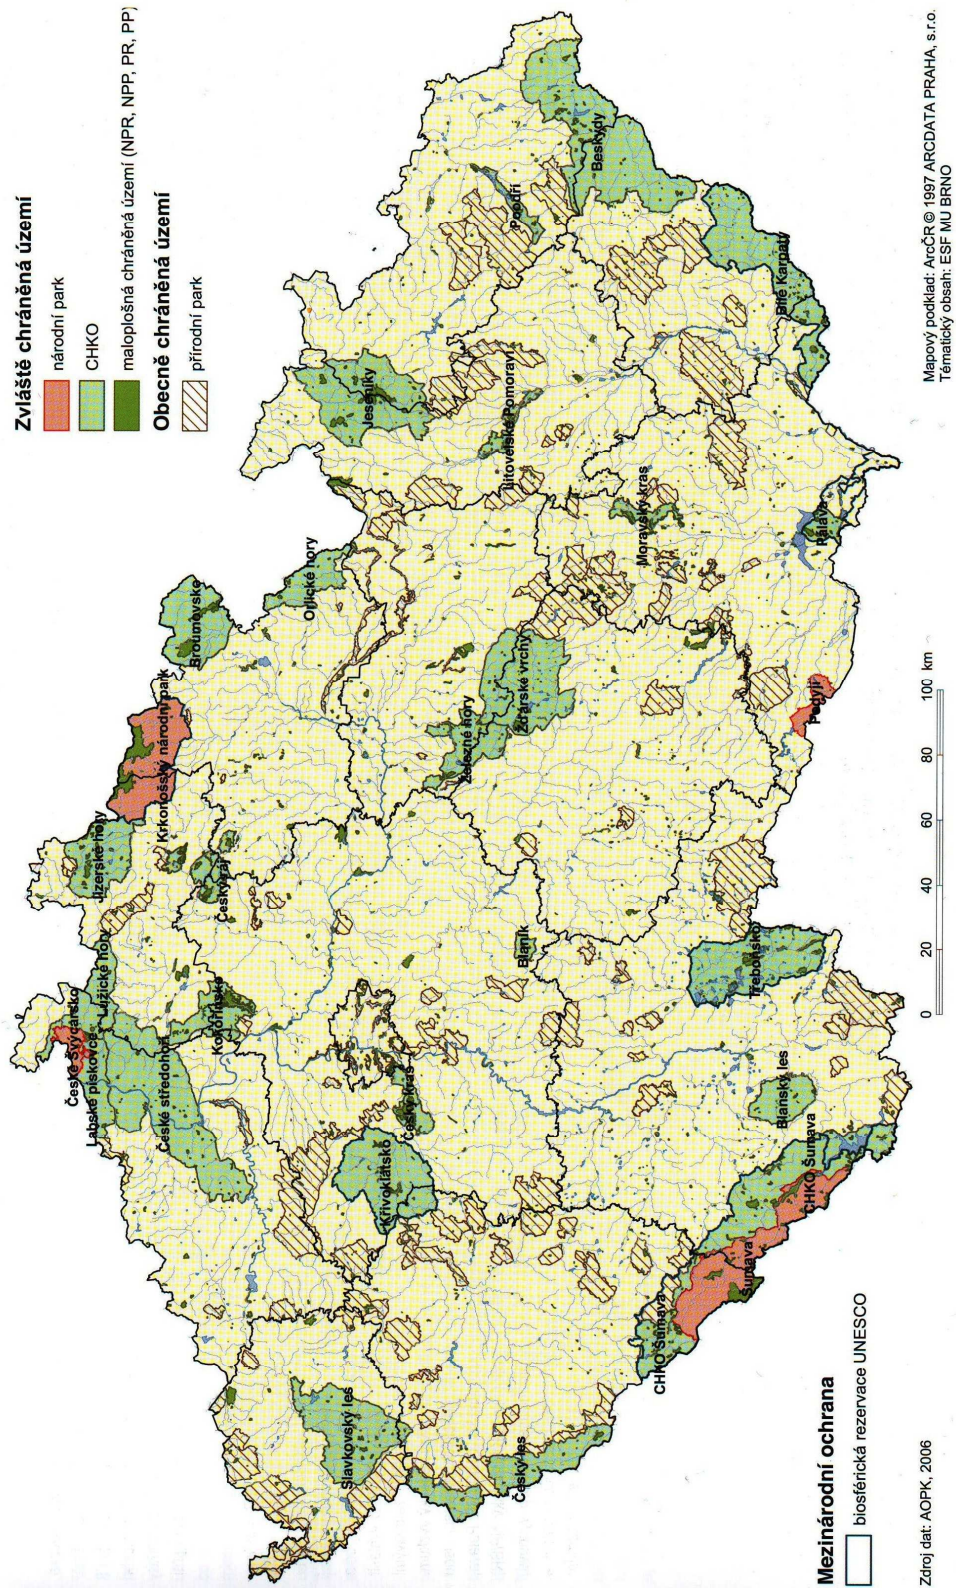 Zvláště chráněná území
národní park
CHKO
maloplošná chráněná území (NPR, NPP, PR, PP)
Obecně chráněná území
přírodní park
České Švýcarsko
Labské pískovce
Lužické hory
Jizerské hory
Krkonošský národní park
Broumovské
Český ráj
České středohoří
Kokořínsko
Orlické hory
Jeseníky
Slavkovský les
Křivoklátsko
Český kras
Železné hory
Žďárské vrchy
Litovelské Pomoraví
Poodří
Beskydy
Český les
Blaník
Moravský kras
Bílé Karpaty
CHKO Šumava
Šumava
CHKO Šumava
Blanský les
Třeboňsko
Podyjí
Pálava
Mezinárodní ochrana
biosférická rezervace UNESCO
0 20 40 60 80 100 km
Zdroj dat: AOPK, 2006
Mapový podklad: ArcČR © 1997 ARCDATA PRAHA, s.r.o.
Tématický obsah: ESF MU BRNO